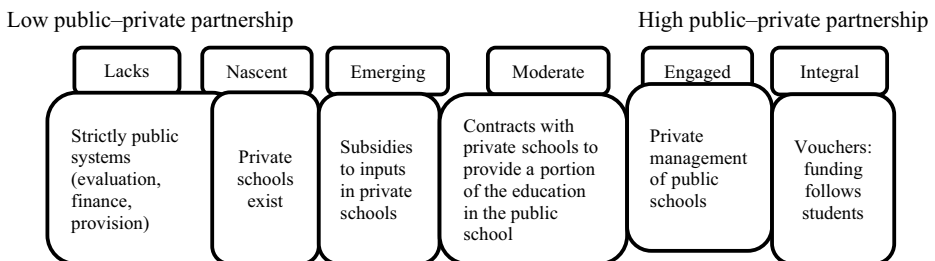 Low public–private partnership
High public–private partnership
Lacks
Nascent
Emerging
Moderate
Engaged
Integral
Strictly public
systems
(evaluation,
finance,
provision)
Private
schools
exist
Subsidies
to inputs
in private
schools
Contracts with
private schools to
provide a portion
of the education
in the public
school
Private
management
of public
schools
Vouchers:
funding
follows
students